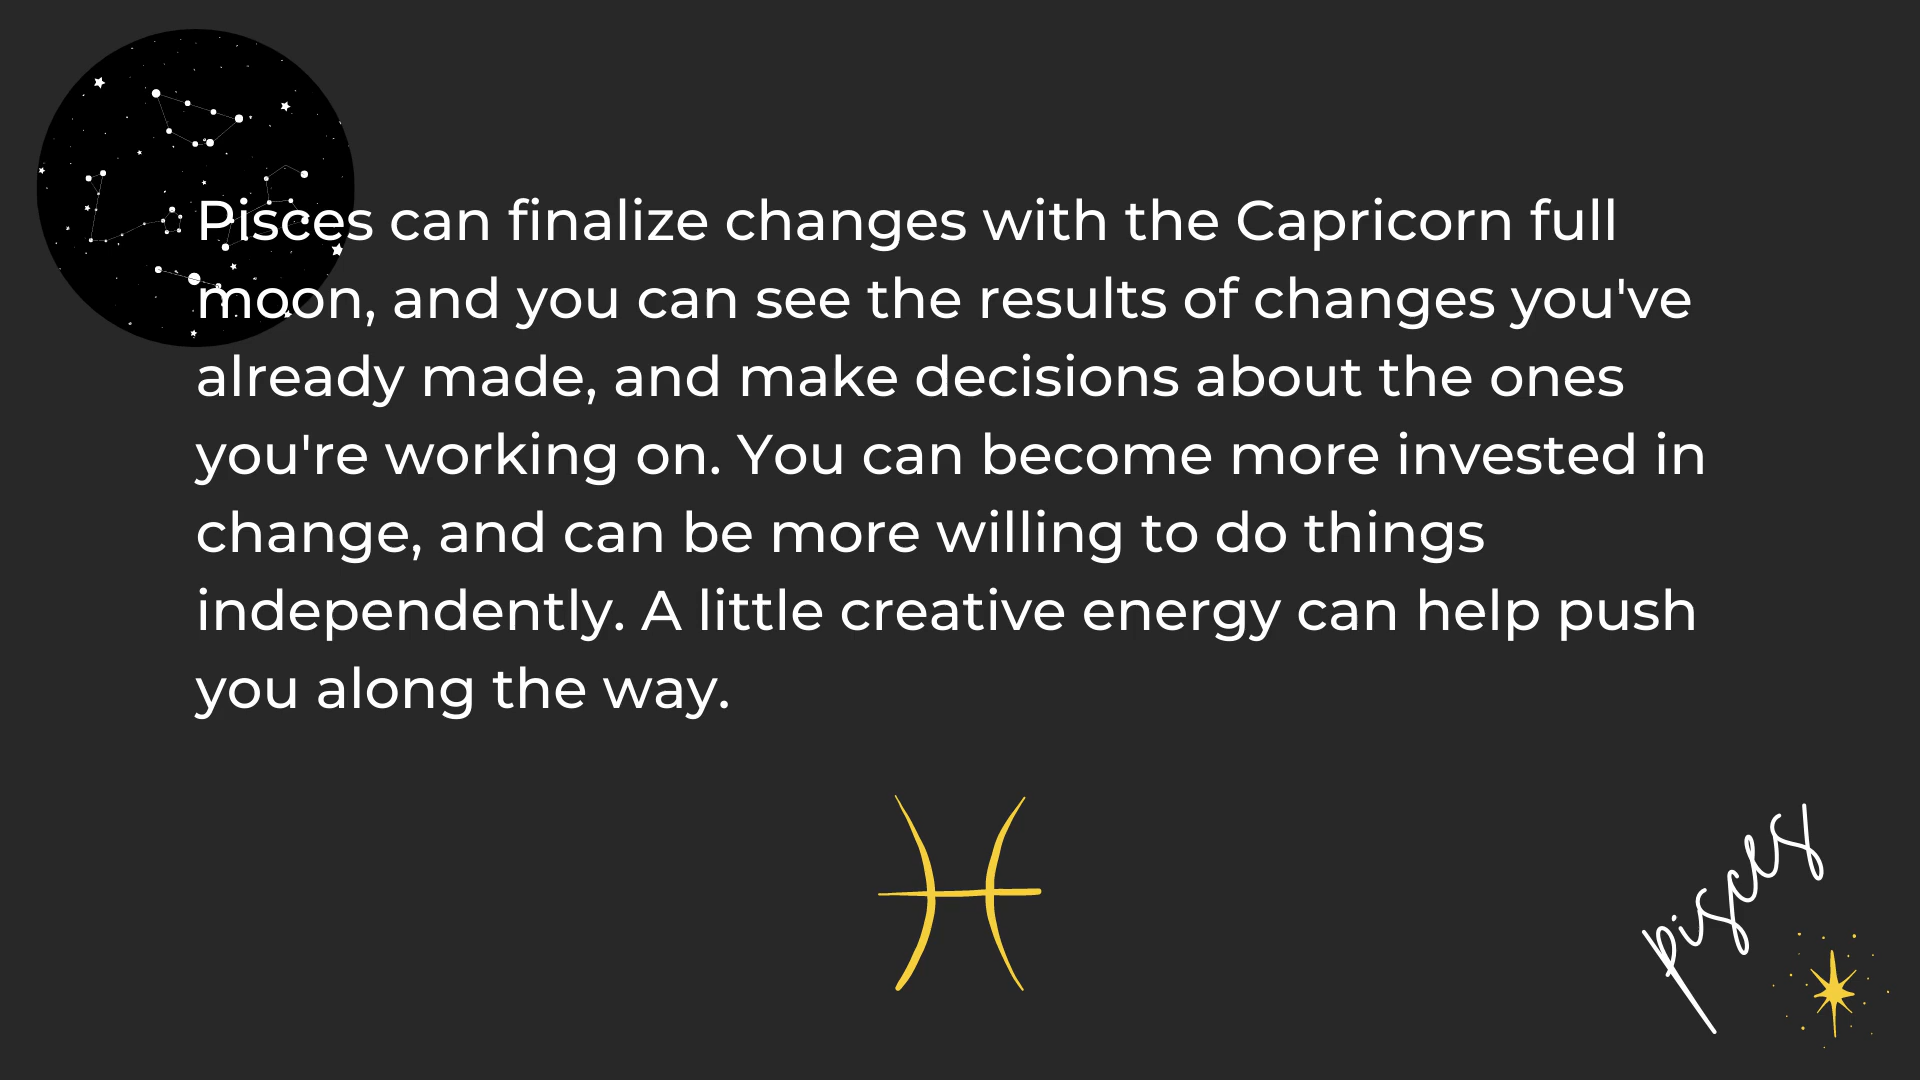 Pisces can finalize changes with the Capricorn full
moon, and you can see the results of changes you've
already made, and make decisions about the ones
you're working on. You can become more invested in
change, and can be more willing to do things
independently. A little creative energy can help push
you along the way.
pisces